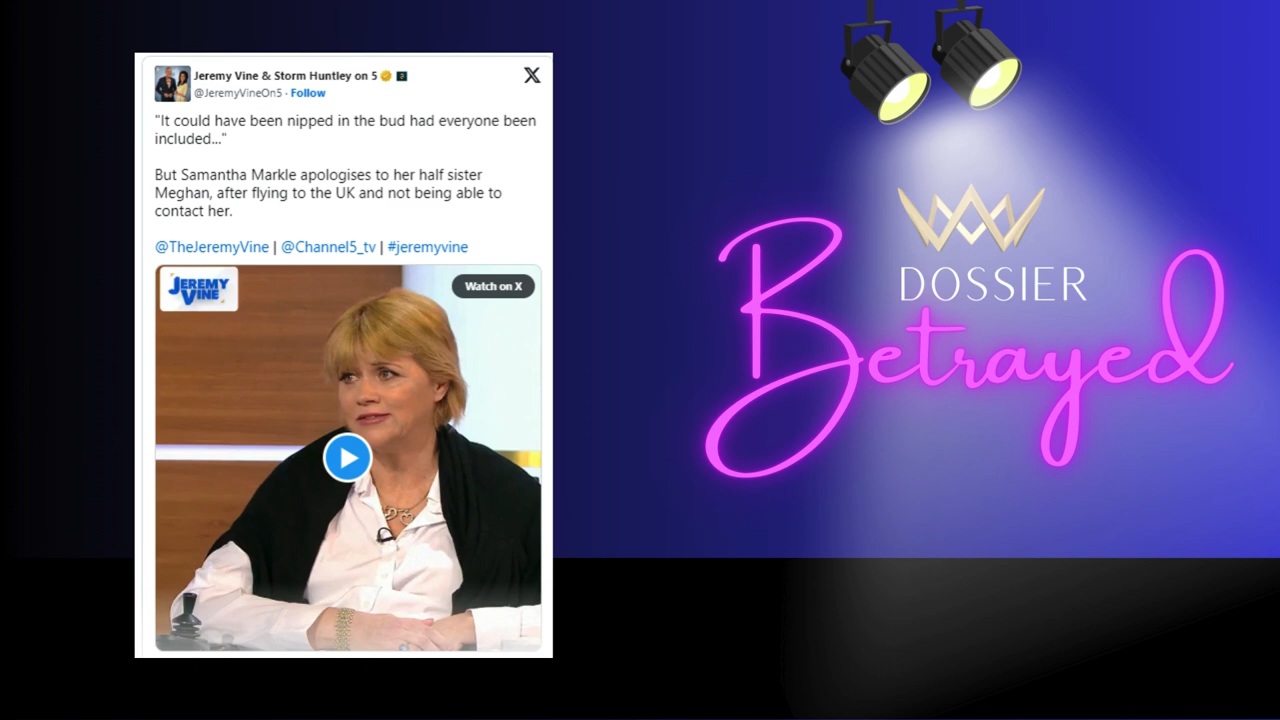 Jeremy Vine & Storm Huntley on 5
@JeremyVineOn5 · Follow
"It could have been nipped in the bud had everyone been
included..."
But Samantha Markle apologises to her half sister
Meghan, after flying to the UK and not being able to
contact her.
@TheJeremyVine | @Channel5_tv | #jeremyvine
JEREMY
VINE
Watch on X
DOSSIER
Betrayed